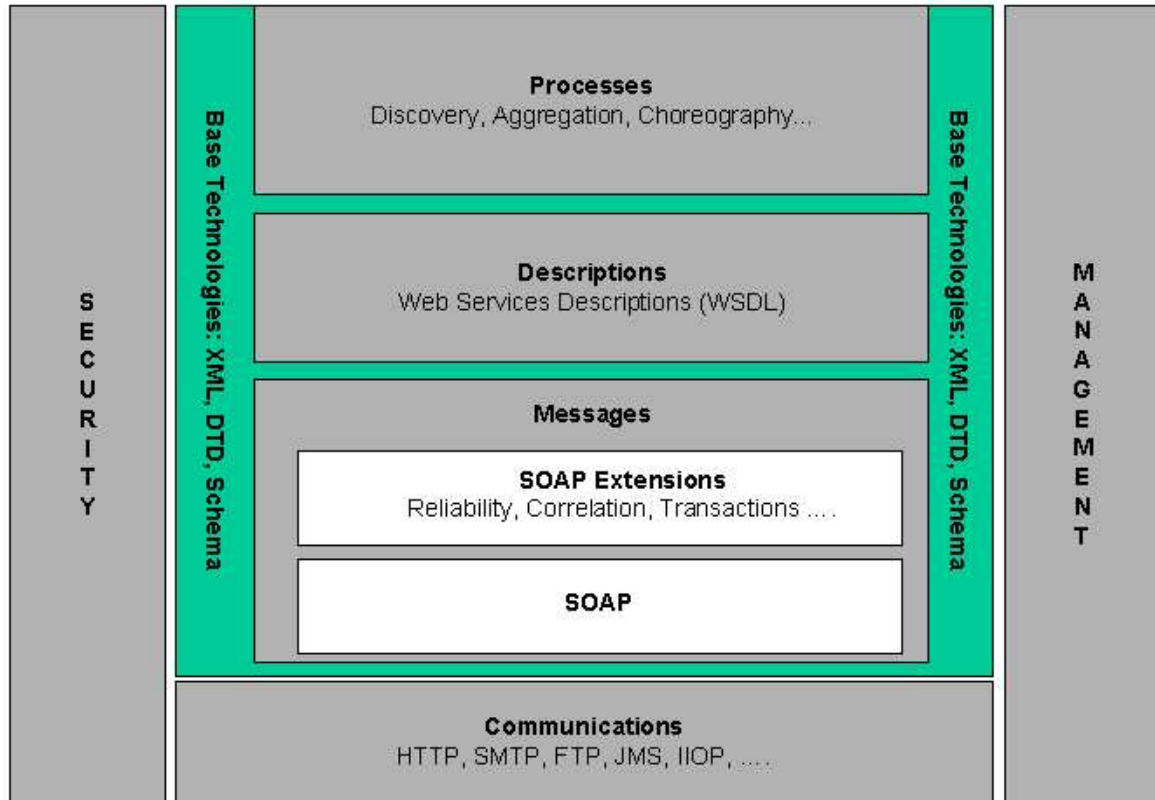 SECURITY
Base Technologies: XML, DTD, Schema
Processes
Discovery, Aggregation, Choreography...
Descriptions
Web Services Descriptions (WSDL)
Messages
SOAP Extensions
Reliability, Correlation, Transactions ....
SOAP
Base Technologies: XML, DTD, Schema
MANAGEMENT
Communications
HTTP, SMTP, FTP, JMS, IIOP, ....